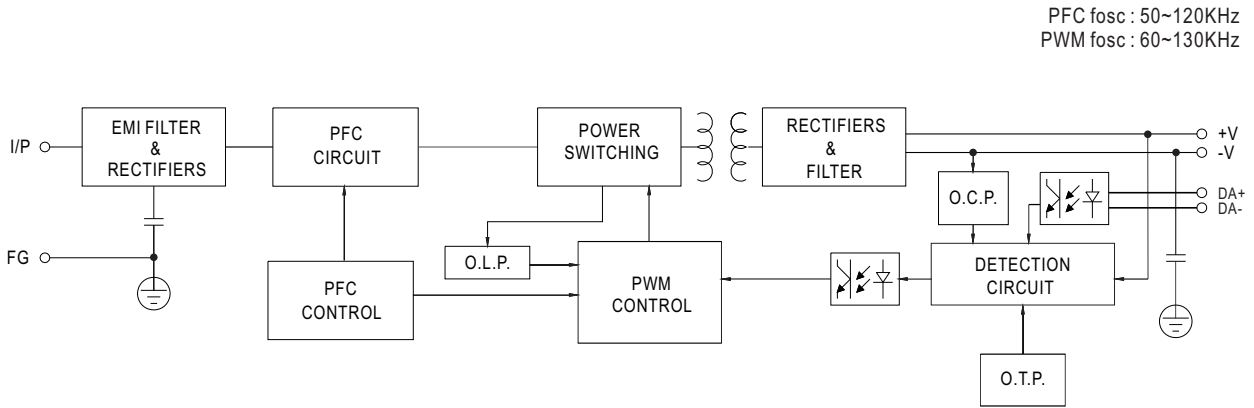 PFC fosc : 50~120KHz
PWM fosc : 60~130KHz
I/P
EMI FILTER
&
RECTIFIERS
PFC
CIRCUIT
POWER
SWITCHING
RECTIFIERS
&
FILTER
+V
-V
DA+
DA-
O.C.P.
FG
O.L.P.
PFC
CONTROL
PWM
CONTROL
DETECTION
CIRCUIT
O.T.P.